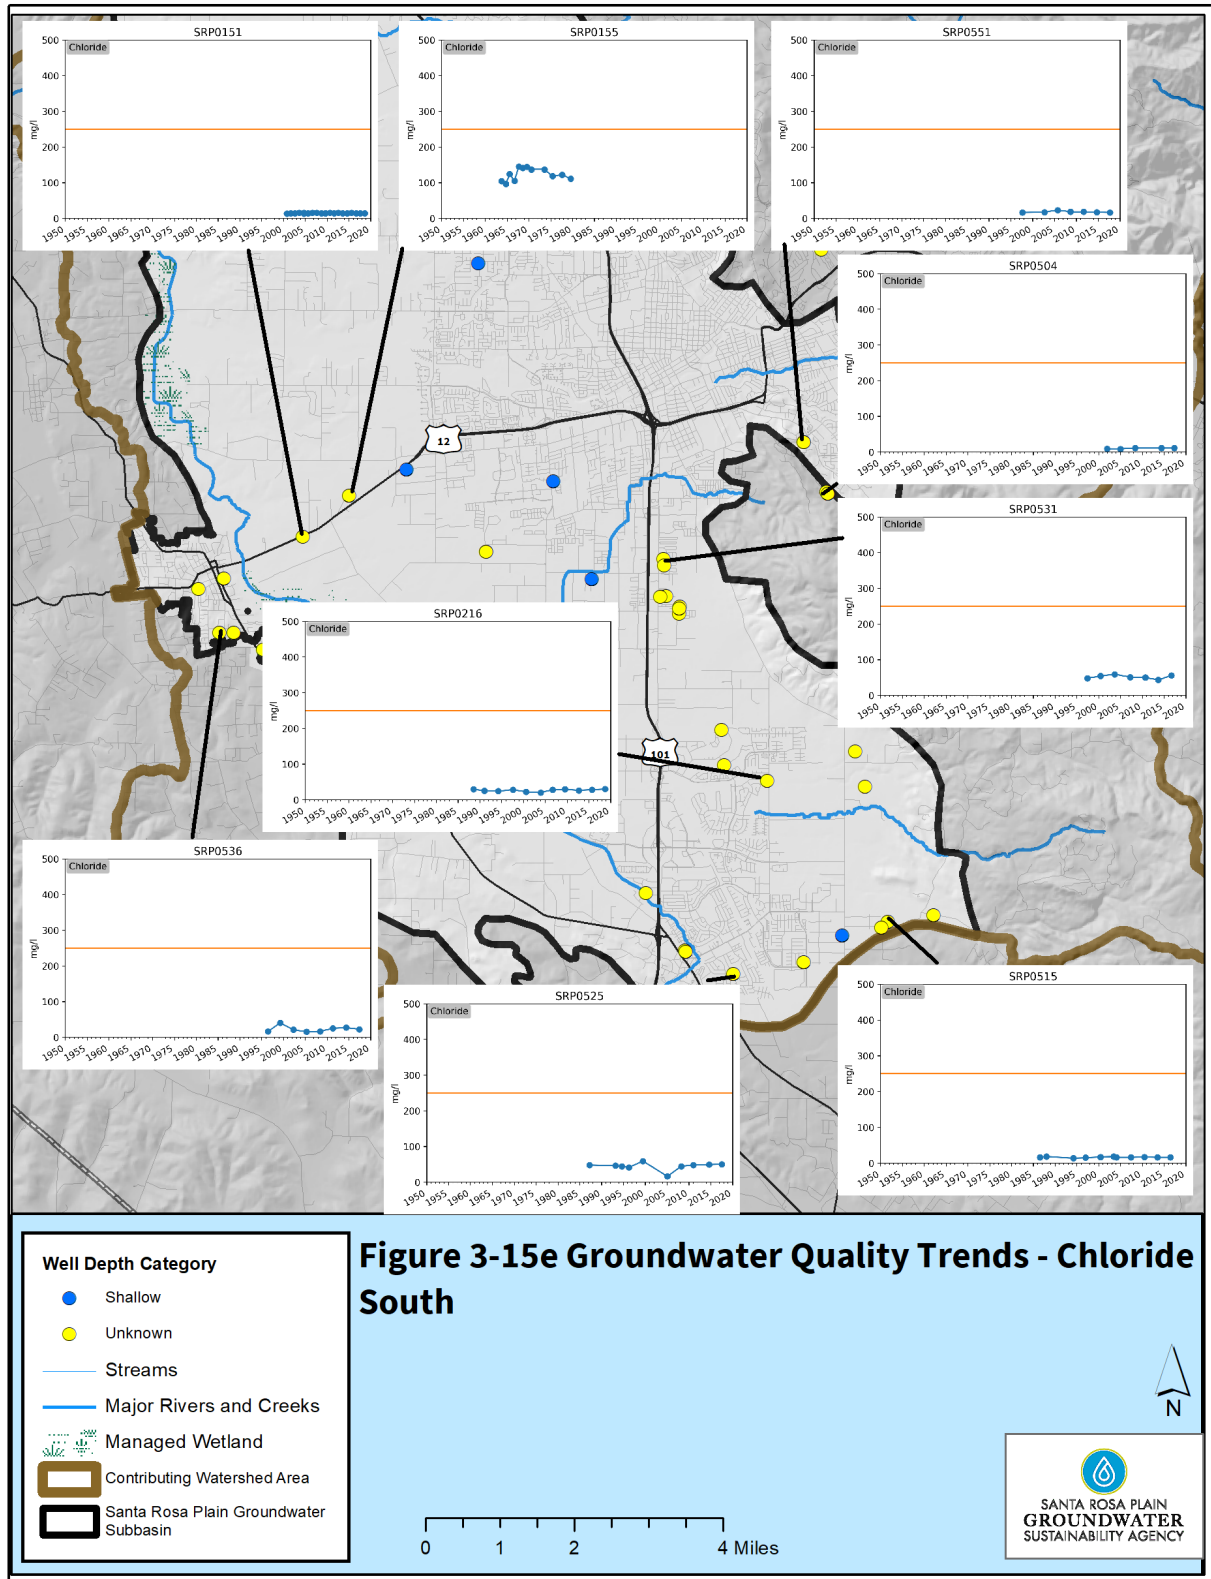 SRP0151
Chloride
500
400
300
200
100
0
mg/l
1950 1955 1960 1965 1970 1975 1980 1985 1990 1995 2000 2005 2010 2015 2020
SRP0155
Chloride
500
400
300
200
100
0
mg/l
1950 1955 1960 1965 1970 1975 1980 1985 1990 1995 2000 2005 2010 2015 2020
SRP0551
Chloride
500
400
300
200
100
0
mg/l
1950 1955 1960 1965 1970 1975 1980 1985 1990 1995 2000 2005 2010 2015 2020
SRP0504
Chloride
500
400
300
200
100
0
mg/l
1950 1955 1960 1965 1970 1975 1980 1985 1990 1995 2000 2005 2010 2015 2020
12
SRP0531
Chloride
500
400
300
200
100
0
mg/l
1950 1955 1960 1965 1970 1975 1980 1985 1990 1995 2000 2005 2010 2015 2020
SRP0216
Chloride
500
400
300
200
100
0
mg/l
1950 1955 1960 1965 1970 1975 1980 1985 1990 1995 2000 2005 2010 2015 2020
101
SRP0536
Chloride
500
400
300
200
100
0
mg/l
1950 1955 1960 1965 1970 1975 1980 1985 1990 1995 2000 2005 2010 2015 2020
SRP0525
Chloride
500
400
300
200
100
0
mg/l
1950 1955 1960 1965 1970 1975 1980 1985 1990 1995 2000 2005 2010 2015 2020
SRP0515
Chloride
500
400
300
200
100
0
mg/l
1950 1955 1960 1965 1970 1975 1980 1985 1990 1995 2000 2005 2010 2015 2020
Figure 3-15e Groundwater Quality Trends - Chloride
South
Well Depth Category
Shallow
Unknown
Streams
Major Rivers and Creeks
Managed Wetland
Contributing Watershed Area
Santa Rosa Plain Groundwater
Subbasin
0 1 2 4 Miles
N
SANTA ROSA PLAIN
GROUNDWATER
SUSTAINABILITY AGENCY